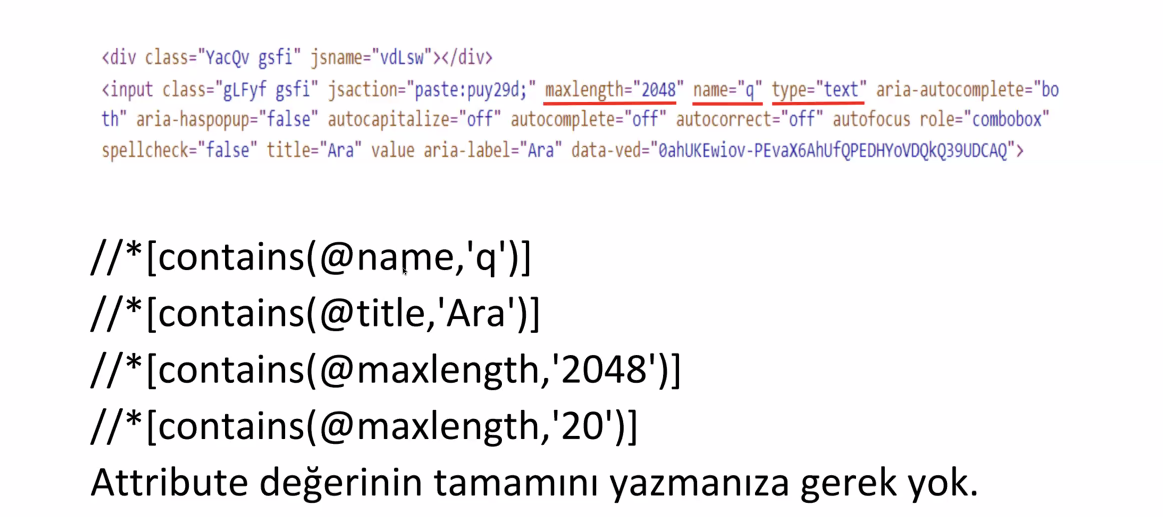 <div class="YacQv gsfi" jsname="vdLsw"></div>
<input class="gLFyf gsfi" jsaction="paste:puy29d;" maxlength="2048" name="q" type="text" aria-autocomplete="bo
th" aria-haspopup="false" autocapitalize="off" autocomplete="off" autocorrect="off" autofocus role="combobox"
spellcheck="false" title="Ara" value aria-label="Ara" data-ved="0ahUKEwiov-PEvaX6AhUfQPEDHYoVDQkQ39UDCAQ">
//*[contains(@name,'q')]
//*[contains(@title,'Ara')]
//*[contains(@maxlength,'2048')]
//*[contains(@maxlength,'20')]
Attribute değerinin tamamını yazmanıza gerek yok.